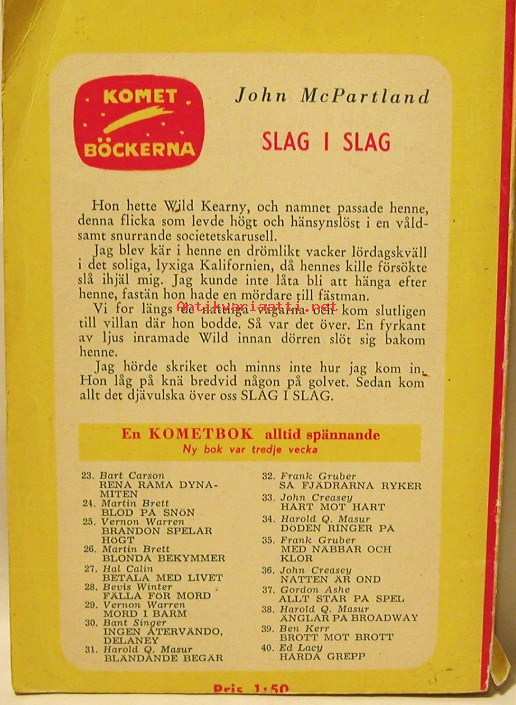 KOMET
BÖCKERNA
John McPartland
SLAG I SLAG
Hon hette Wild Kearny, och namnet passade henne,
denna flicka som levde högt och hänsynslöst i en våld-
samt snurrande societetskarusell.
Jag blev kär i henne en drömlikt vacker lördagskväll
i det soliga, lyxiga Kalifornien, då hennes kille försökte
slå ihjäl mig. Jag kunde inte låta bli att hänga efter
henne, fastän hon hade en mördare till fästman.
Vi for längs de vägarna och kom slutligen
till villan där hon bodde. Så var det över. En fyrkant
av ljus inramade Wild innan dörren slöt sig bakom
henne.
Jag hörde skriket och minns inte hur jag kom in.
Hon låg på knä bredvid någon på golvet. Sedan kom
allt det djävulska över oss SLAG I SLAG.
En KOMETBOK alltid spännande
Ny bok var tredje vecka
23. Bart Carson
RENA RAMA DYNA-
MITEN
24. Martin Brett
BLOD PÅ SNÖN
25. Vernon Warren
BRANDON SPELAR
HÖGT
26. Martin Brett
BLONDA BEKYMMER
27. Hal Calin
BETALA MED LIVET
28. Bevis Winter
FÄLLA FÖR MORD
29. Vernon Warren
MORD I BARM
30. Bant Singer
INGEN ÅTERVÄNDO,
DELANEY
31. Harold Q. Masur
BLÄNDANDE BEGÄR
32. Frank Gruber
SÅ FJÄDRARNA RYKER
33. John Creasey
HÅRT MOT HÅRT
34. Harold Q. Masur
DÖDEN RINGER PÅ
35. Frank Gruber
MED NÄBBAR OCH
KLOR
36. John Creasey
NATTEN ÄR OND
37. Gordon Ashe
ALLT STÅR PÅ SPEL
38. Harold Q. Masur
ÄNGLAR PÅ BROADWAY
39. Ben Kerr
BROTT MOT BROTT
40. Ed Lacy
HÅRDA GREPP
Pris 1:50